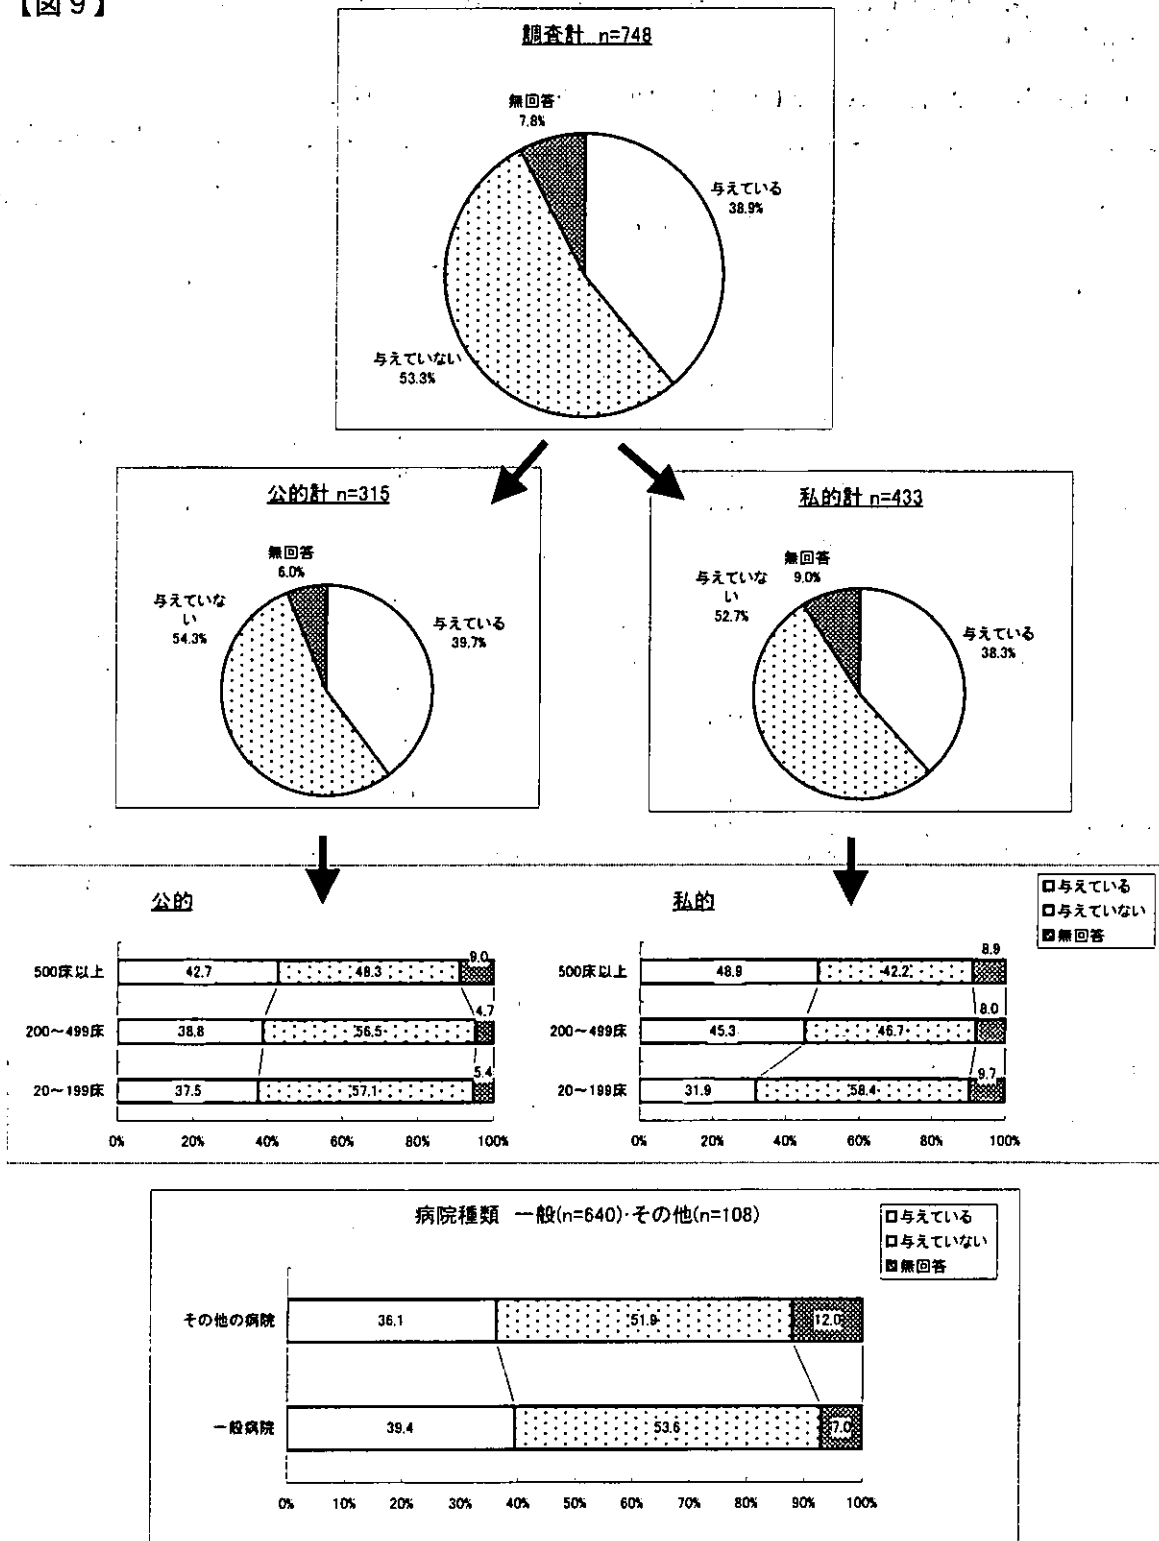 【図9】
調査計 n=748
無回答
7.8%
与えている
38.9%
与えていない
53.3%
公的計 n=315
無回答
6.0%
与えていな
い
54.3%
与えている
39.7%
私的計 n=433
無回答
9.0%
与えていな
い
52.7%
与えている
38.3%
公的
500床以上 42.7 48.3 9.0
200～499床 38.8 56.5 4.7
20～199床 37.5 57.1 5.4
0% 20% 40% 60% 80% 100%
私的
与えている
与えていない
無回答
500床以上 48.9 42.2 8.9
200～499床 45.3 46.7 8.0
20～199床 31.9 58.4 9.7
0% 20% 40% 60% 80% 100%
病院種類 一般(n=640)・その他(n=108)
与えている
与えていない
無回答
その他の病院 36.1 51.9 12.0
一般病院 39.4 53.6 7.0
0% 10% 20% 30% 40% 50% 60% 70% 80% 90% 100%